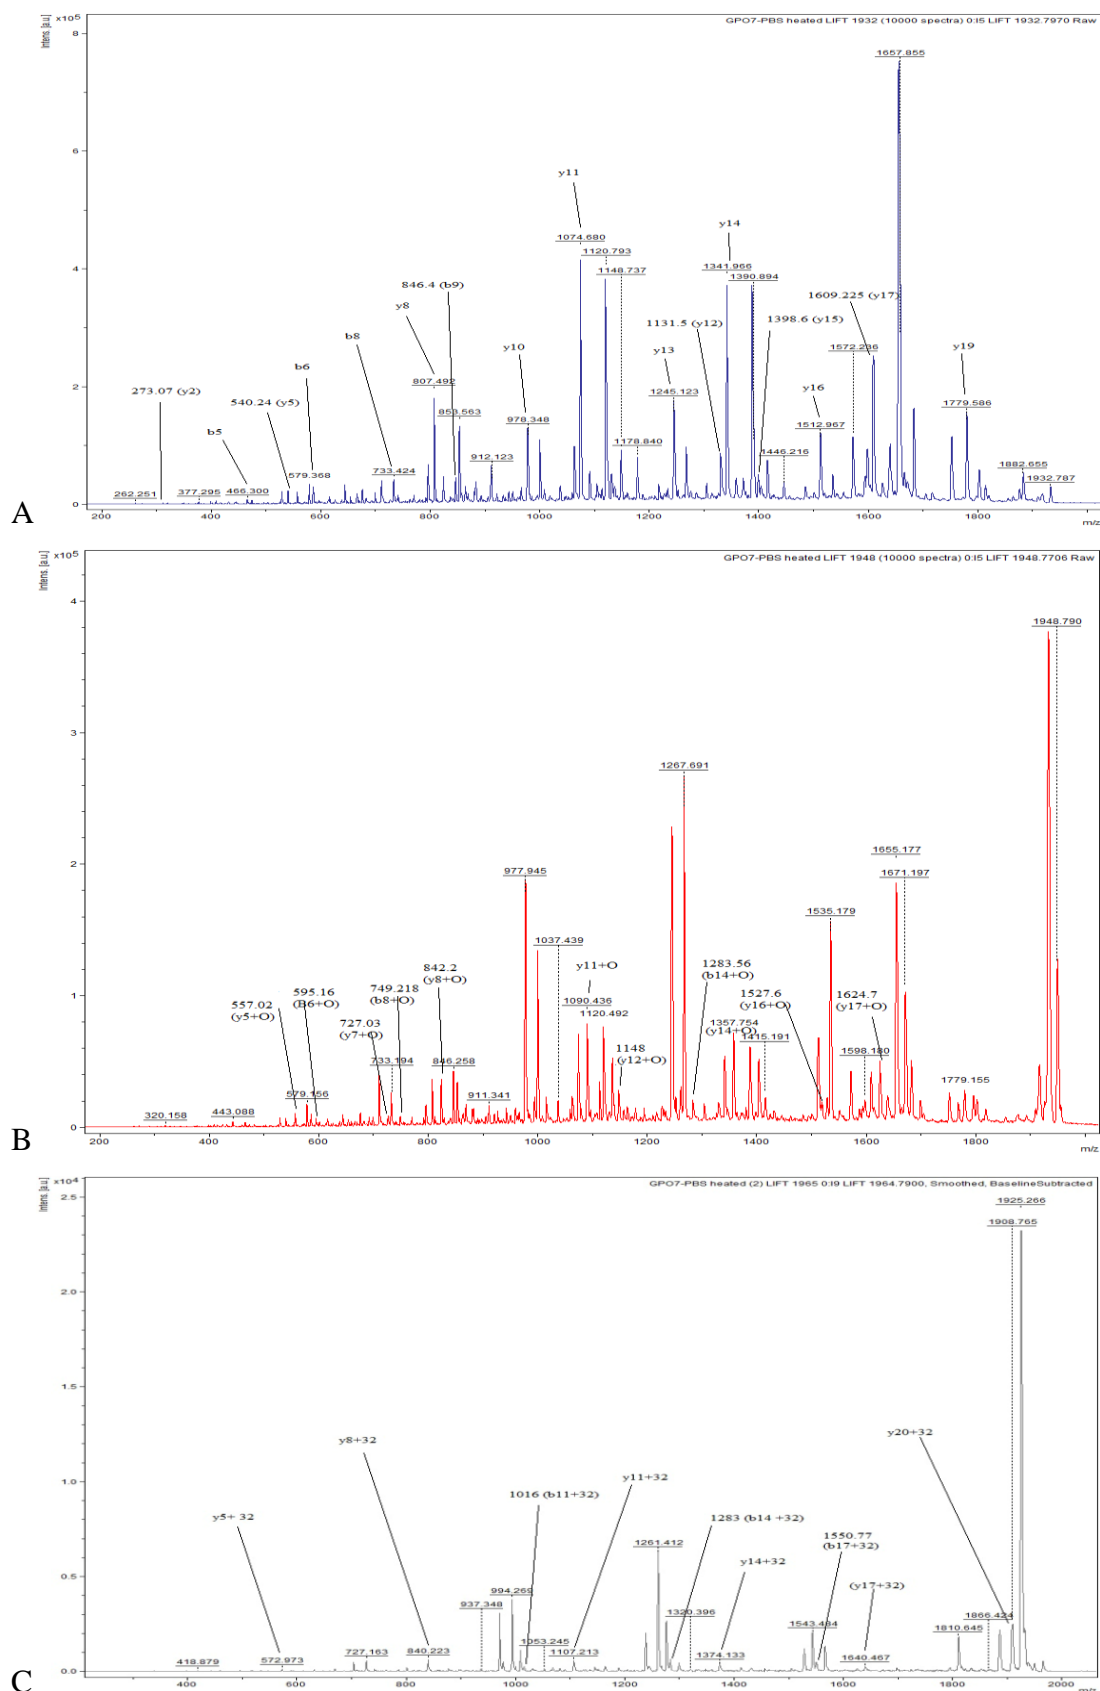 GPO7-PBS heated LIFT 1932 (10000 spectra) 0:I5 LIFT 1932.7970 Raw
Intens. [a.u.]
x10^5
8
6
4
2
0
1657.855
y11
y14
1074.680
1120.793
1148.737
1341.966
1390.894
846.4 (b9)
y8
1609.225 (y17)
1131.5 (y12)
1398.6 (y15)
b8
y10
y13
1572.236
y19
b6
y16
273.07 (y2)
540.24 (y5)
b5
807.492
853.563
978.348
1245.123
1512.967
1779.586
912.123
1178.840
1446.216
262.251
377.295
466.300
579.368
733.424
1882.655
1932.787
A
200
400
600
800
1000
1200
1400
1600
1800
m/z
GPO7-PBS heated LIFT 1948 (10000 spectra) 0:I5 LIFT 1948.7706 Raw
Intens. [a.u.]
x10^5
4
3
2
1
0
1948.790
1267.691
1655.177
1671.197
977.945
1535.179
1037.439
y11+O
1283.56
(b14+O)
842.2
(y8+O)
749.218
(b8+O)
595.16
(B6+O)
557.02
(y5+O)
727.03
(y7+O)
1090.436
1120.492
1527.6
(y16+O)
1624.7
(y17+O)
1357.754
(y14+O)
1415.191
1148
(y12+O)
1598.180
733.194
846.258
579.156
911.341
1779.155
320.158
443.088
B
200
400
600
800
1000
1200
1400
1600
1800
m/z
GPO7-PBS heated (2) LIFT 1965 0:I9 LIFT 1964.7900, Smoothed, BaselineSubtracted
Intens. [a.u.]
x10^4
2.5
2.0
1.5
1.0
0.5
0.0
1925.266
1908.765
y8+32
y20+32
y11+32
1016 (b11+32)
y5+ 32
1283 (b14 +32)
1550.77
(b17+32)
1261.412
y14+32
(y17+32)
994.269
937.348
1320.396
1543.484
1866.424
1810.645
1053.245
1107.213
1374.133
1640.467
418.879
572.973
727.163
840.223
C
400
600
800
1000
1200
1400
1600
1800
2000
m/z